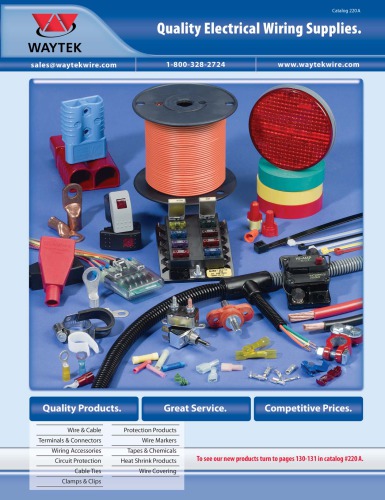 Catalog 220 A
WAYTEK
Quality Electrical Wiring Supplies.
sales@waytekwire.com
1-800-328-2724
www.waytekwire.com
Quality Products.
Great Service.
Competitive Prices.
Wire & Cable
Terminals & Connectors
Wiring Accessories
Circuit Protection
Cable Ties
Clamps & Clips
Protection Products
Wire Markers
Tapes & Chemicals
Heat Shrink Products
Wire Covering
To see our new products turn to pages 130-131 in catalog #220 A.